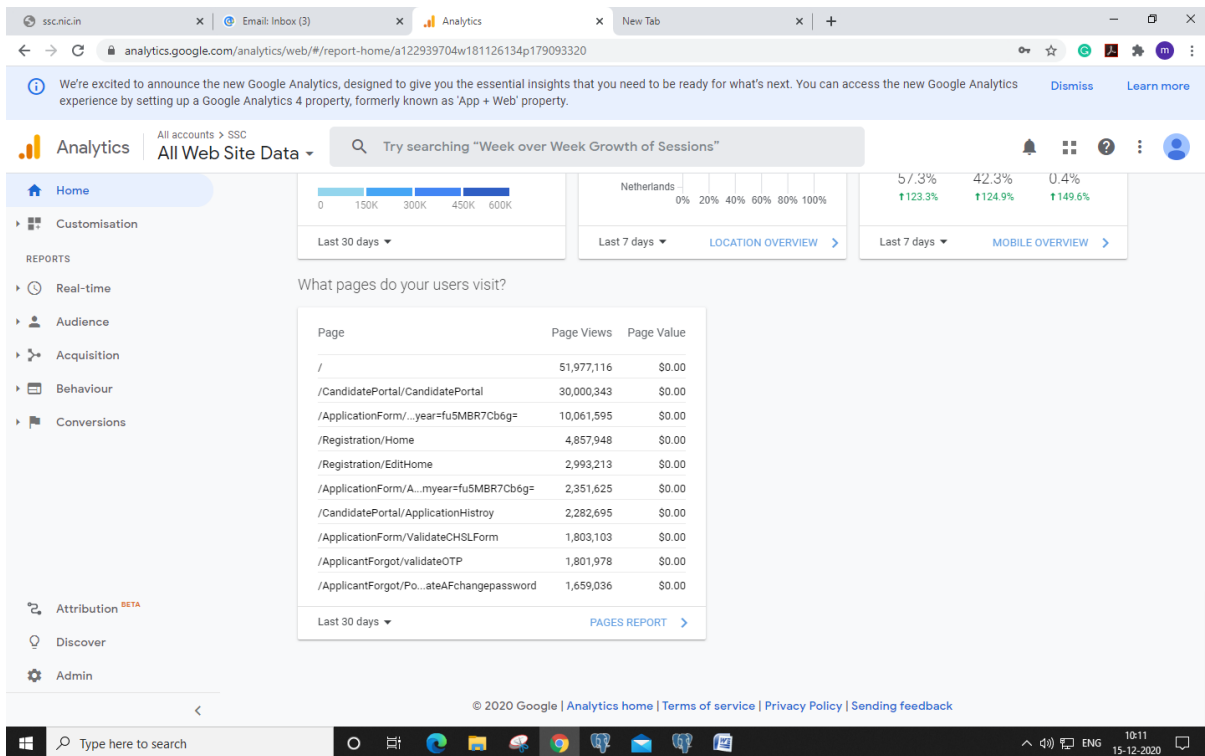 ssc.nic.in
Email: Inbox (3)
Analytics
New Tab
analytics.google.com/analytics/web/#/report-home/a122939704w181126134p179093320
m
We're excited to announce the new Google Analytics, designed to give you the essential insights that you need to be ready for what's next. You can access the new Google Analytics
experience by setting up a Google Analytics 4 property, formerly known as 'App + Web' property.
Dismiss
Learn more
Analytics
All accounts > SSC
All Web Site Data
Try searching "Week over Week Growth of Sessions"
Home
Customisation
REPORTS
Real-time
Audience
Acquisition
Behaviour
Conversions
Attribution BETA
Discover
Admin
0 150K 300K 450K 600K
Last 30 days
Netherlands
0% 20% 40% 60% 80% 100%
Last 7 days LOCATION OVERVIEW
57.3% 42.3% 0.4%
123.3% 124.9% 149.6%
Last 7 days MOBILE OVERVIEW
What pages do your users visit?
Page Page Views Page Value
/ 51,977,116 $0.00
/CandidatePortal/CandidatePortal 30,000,343 $0.00
/ApplicationForm/...year=fu5MBR7Cb6g= 10,061,595 $0.00
/Registration/Home 4,857,948 $0.00
/Registration/EditHome 2,993,213 $0.00
/ApplicationForm/A...myear=fu5MBR7Cb6g= 2,351,625 $0.00
/CandidatePortal/ApplicationHistroy 2,282,695 $0.00
/ApplicationForm/ValidateCHSLForm 1,803,103 $0.00
/ApplicantForgot/validateOTP 1,801,978 $0.00
/ApplicantForgot/Po...ateAFchangepassword 1,659,036 $0.00
Last 30 days PAGES REPORT
© 2020 Google | Analytics home | Terms of service | Privacy Policy | Sending feedback
Type here to search
ENG
10:11
15-12-2020